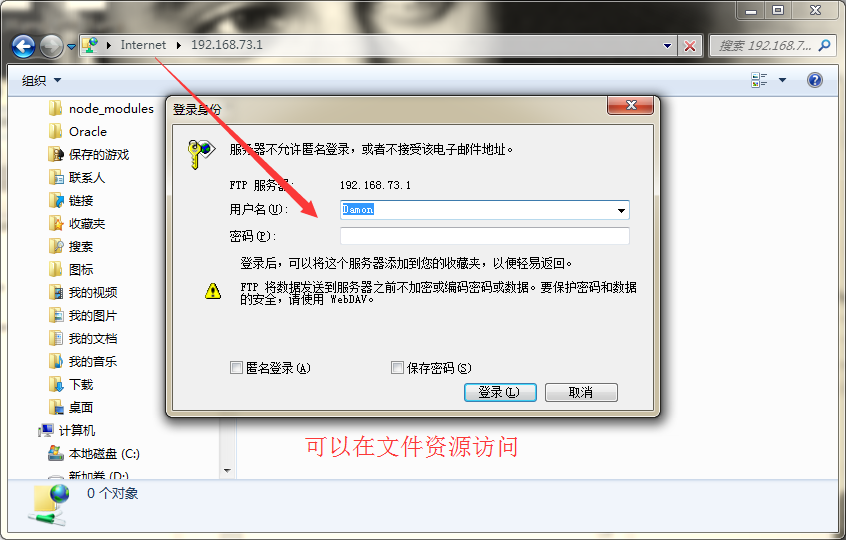 Internet 192.168.73.1
搜索 192.168.7...
组织
node_modules
Oracle
保存的游戏
联系人
链接
收藏夹
搜索
图标
我的视频
我的图片
我的文档
我的音乐
下载
桌面
计算机
本地磁盘 (C:)
新加卷 (D:)
0 个对象
登录身份
服务器不允许匿名登录，或者不接受该电子邮件地址。
FTP 服务器: 192.168.73.1
用户名(U): Damon
密码(P):
登录后，可以将这个服务器添加到您的收藏夹，以便轻易返回。
FTP 将数据发送到服务器之前不加密或编码密码或数据。要保护密码和数据
的安全，请使用 WebDAV。
匿名登录(A) 保存密码(S)
登录(L) 取消
可以在文件资源访问